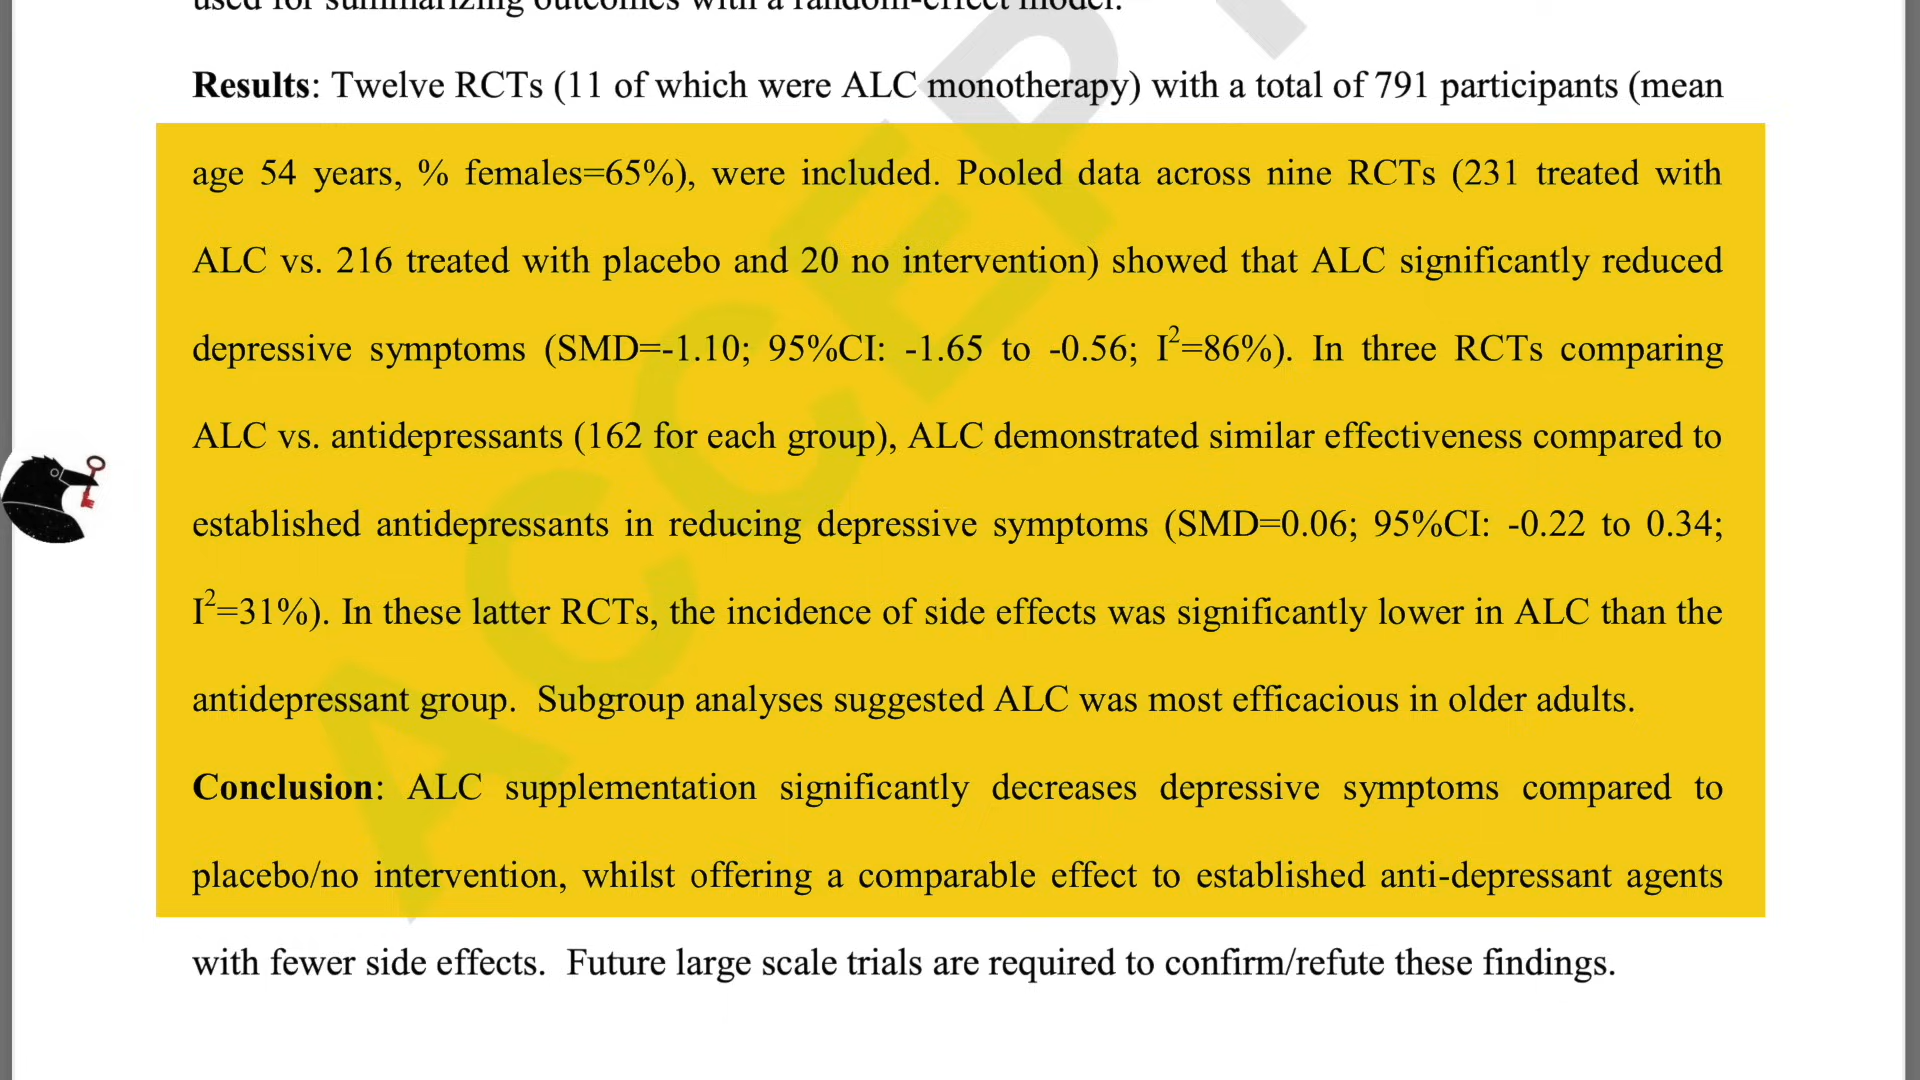 used for summarizing outcomes with a random-effect model.
Results: Twelve RCTs (11 of which were ALC monotherapy) with a total of 791 participants (mean
age 54 years, % females=65%), were included. Pooled data across nine RCTs (231 treated with
ALC vs. 216 treated with placebo and 20 no intervention) showed that ALC significantly reduced
depressive symptoms (SMD=-1.10; 95%CI: -1.65 to -0.56; I²=86%). In three RCTs comparing
ALC vs. antidepressants (162 for each group), ALC demonstrated similar effectiveness compared to
established antidepressants in reducing depressive symptoms (SMD=0.06; 95%CI: -0.22 to 0.34;
I²=31%). In these latter RCTs, the incidence of side effects was significantly lower in ALC than the
antidepressant group.  Subgroup analyses suggested ALC was most efficacious in older adults.
Conclusion: ALC supplementation significantly decreases depressive symptoms compared to
placebo/no intervention, whilst offering a comparable effect to established anti-depressant agents
with fewer side effects.  Future large scale trials are required to confirm/refute these findings.